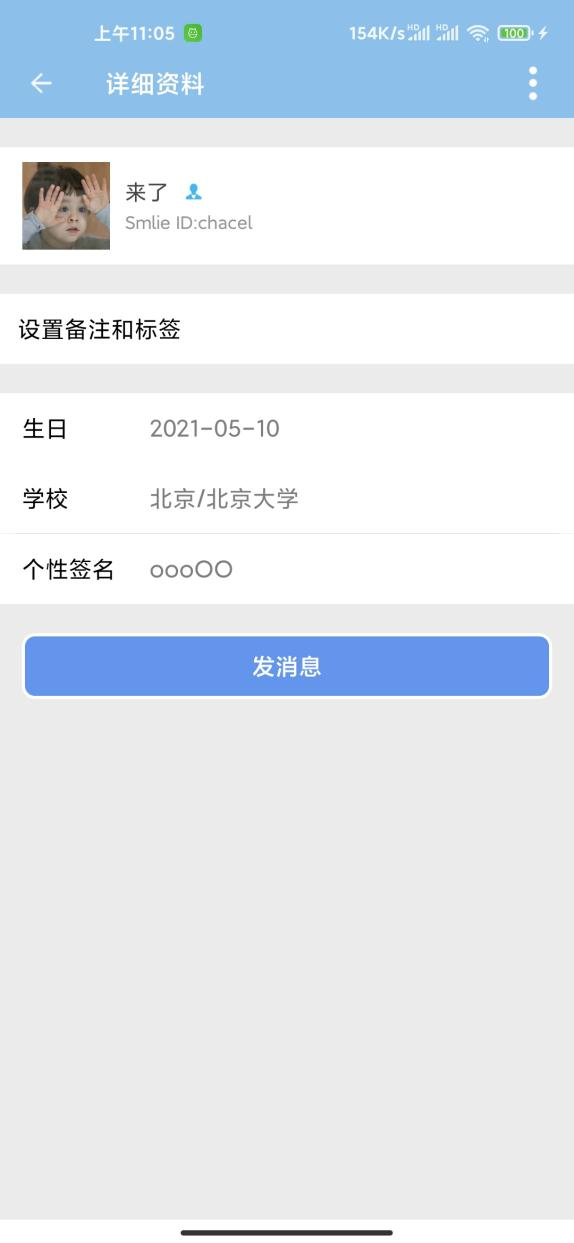 上午11:05
154K/s HD HD 100
详细资料
来了
Smlie ID:chacel
设置备注和标签
生日 2021-05-10
学校 北京/北京大学
个性签名 oooOO
发消息